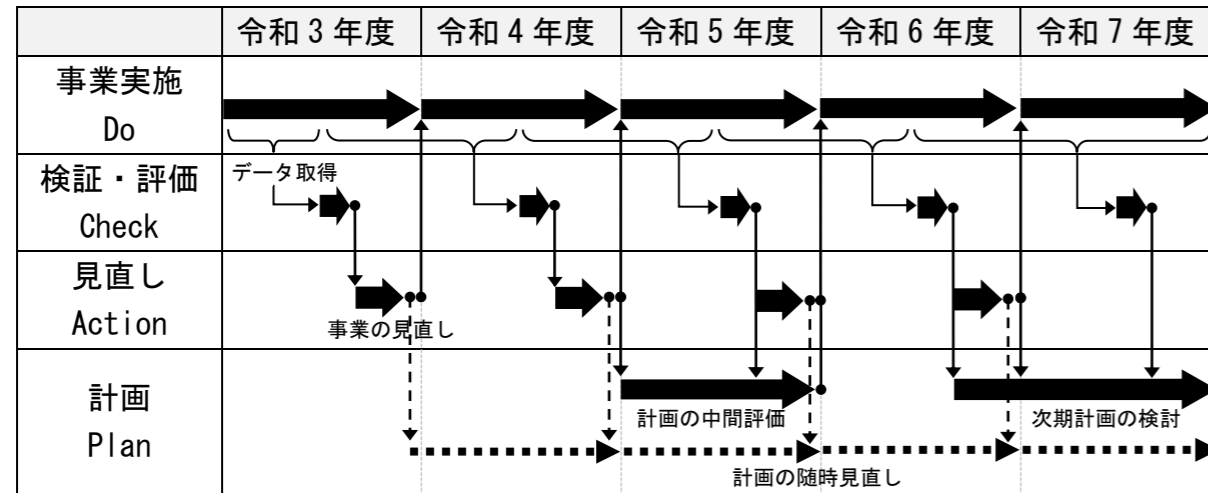 令和３年度 令和４年度 令和５年度 令和６年度 令和７年度
事業実施
Do
検証・評価
Check
データ取得
見直し
Action
事業の見直し
計画
Plan
計画の中間評価
次期計画の検討
計画の随時見直し